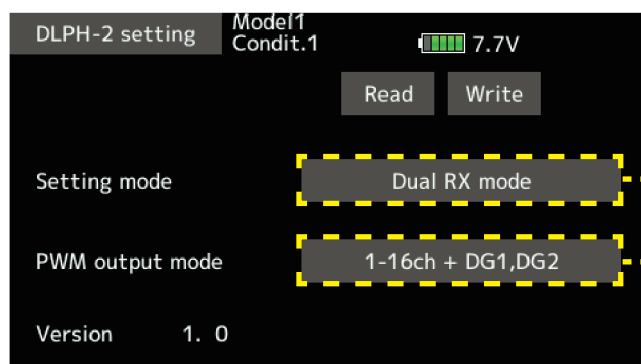 DLPH-2 setting
Model1
Condit.1
7.7V
Read Write
Setting mode Dual RX mode
PWM output mode 1-16ch + DG1,DG2
Version 1. 0